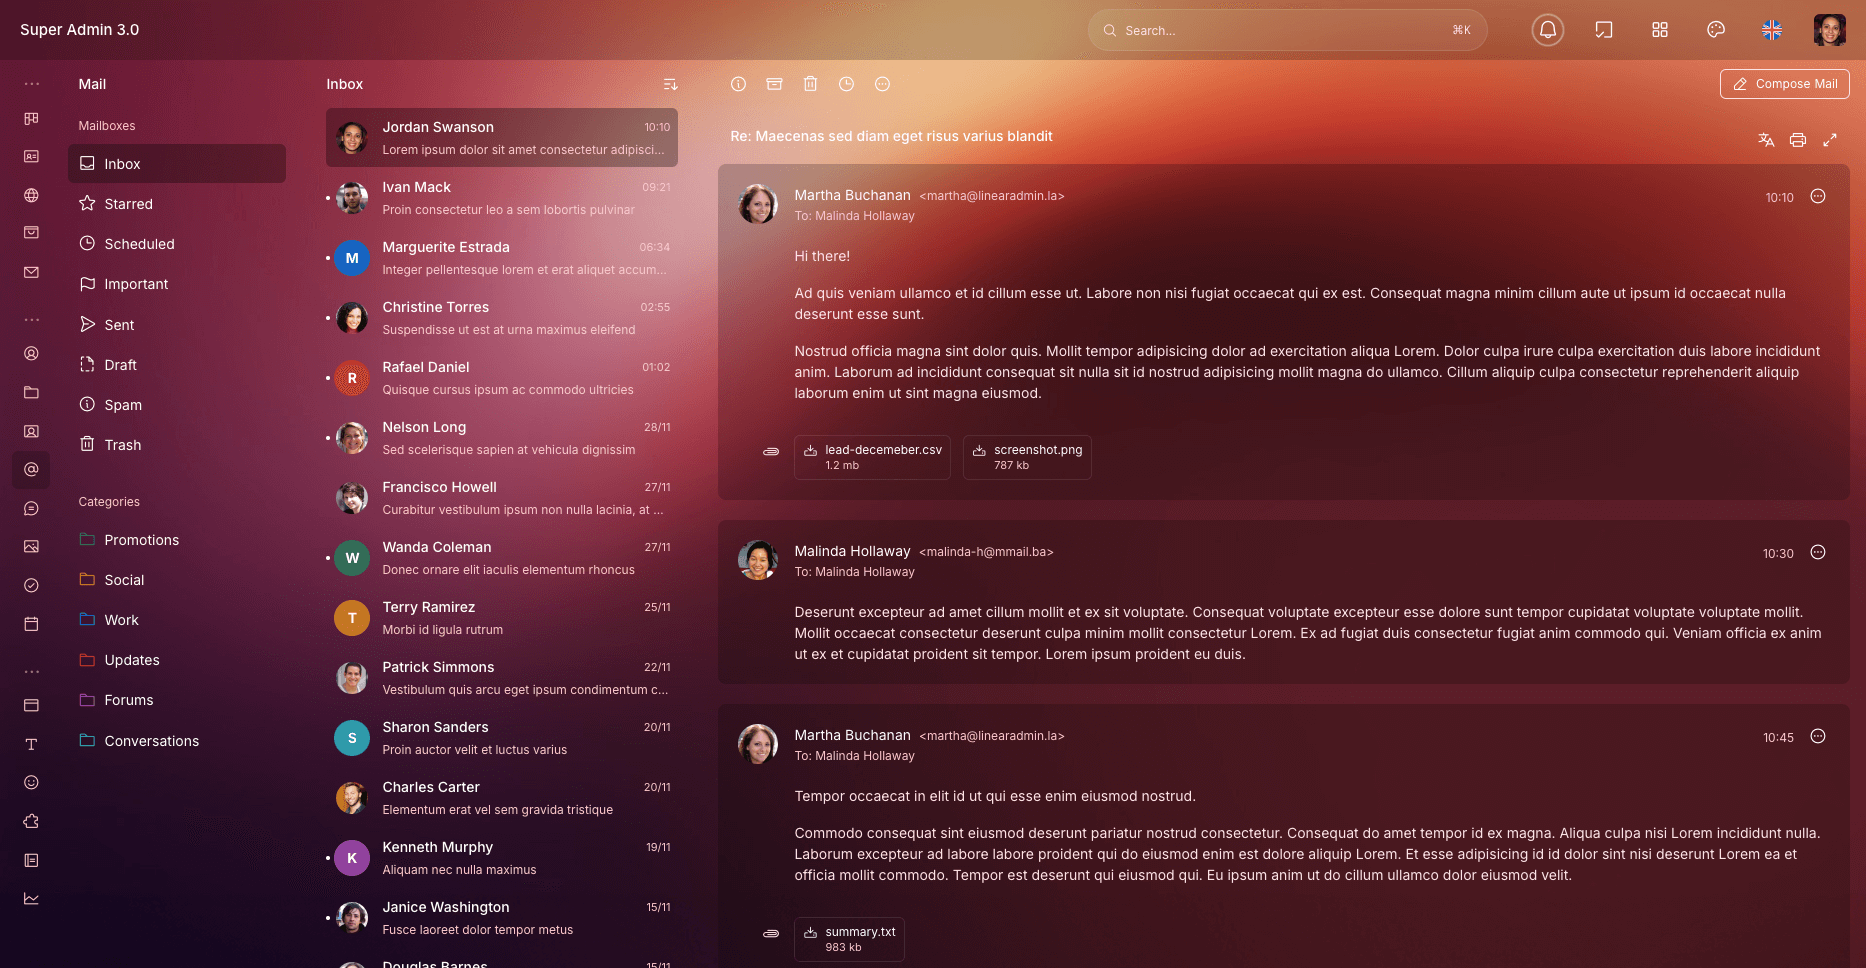 Super Admin 3.0
Search...
⌘K
Mail
Mailboxes
Inbox
Starred
Scheduled
Important
Sent
Draft
Spam
Trash
Categories
Promotions
Social
Work
Updates
Forums
Conversations
Inbox
Jordan Swanson 10:10
Lorem ipsum dolor sit amet consectetur adipisci...
Ivan Mack 09:21
Proin consectetur leo a sem lobortis pulvinar
M
Marguerite Estrada 06:34
Integer pellentesque lorem et erat aliquet accum...
Christine Torres 02:55
Suspendisse ut est at urna maximus eleifend
R
Rafael Daniel 01:02
Quisque cursus ipsum ac commodo ultricies
Nelson Long 28/11
Sed scelerisque sapien at vehicula dignissim
Francisco Howell 27/11
Curabitur vestibulum ipsum non nulla lacinia, at ...
W
Wanda Coleman 27/11
Donec ornare elit iaculis elementum rhoncus
T
Terry Ramirez 25/11
Morbi id ligula rutrum
Patrick Simmons 22/11
Vestibulum quis arcu eget ipsum condimentum c...
S
Sharon Sanders 20/11
Proin auctor velit et luctus varius
Charles Carter 20/11
Elementum erat vel sem gravida tristique
K
Kenneth Murphy 19/11
Aliquam nec nulla maximus
Janice Washington 15/11
Fusce laoreet dolor tempor metus
Douglas Barnes 15/11
Compose Mail
Re: Maecenas sed diam eget risus varius blandit
Martha Buchanan <martha@linearadmin.la> 10:10
To: Malinda Hollaway
Hi there!
Ad quis veniam ullamco et id cillum esse ut. Labore non nisi fugiat occaecat qui ex est. Consequat magna minim cillum aute ut ipsum id occaecat nulla
deserunt esse sunt.
Nostrud officia magna sint dolor quis. Mollit tempor adipisicing dolor ad exercitation aliqua Lorem. Dolor culpa irure culpa exercitation duis labore incididunt
anim. Laborum ad incididunt consequat sit nulla sit id nostrud adipisicing mollit magna do ullamco. Cillum aliquip culpa consectetur reprehenderit aliquip
laborum enim ut sint magna eiusmod.
lead-decemeber.csv
1.2 mb
screenshot.png
787 kb
Malinda Hollaway <malinda-h@mmail.ba> 10:30
To: Malinda Hollaway
Deserunt excepteur ad amet cillum mollit et ex sit voluptate. Consequat voluptate excepteur esse dolore sunt tempor cupidatat voluptate voluptate mollit.
Mollit occaecat consectetur deserunt culpa minim mollit consectetur Lorem. Ex ad fugiat duis consectetur fugiat anim commodo qui. Veniam officia ex anim
ut ex et cupidatat proident sit tempor. Lorem ipsum proident eu duis.
Martha Buchanan <martha@linearadmin.la> 10:45
To: Malinda Hollaway
Tempor occaecat in elit id ut qui esse enim eiusmod nostrud.
Commodo consequat sint eiusmod deserunt pariatur nostrud consectetur. Consequat do amet tempor id ex magna. Aliqua culpa nisi Lorem incididunt nulla.
Laborum excepteur ad labore labore proident qui do eiusmod enim est dolore aliquip Lorem. Et esse adipisicing id id dolor sint nisi deserunt Lorem ea et
officia mollit commodo. Tempor est deserunt qui eiusmod qui. Eu ipsum anim ut do cillum ullamco dolor eiusmod velit.
summary.txt
983 kb